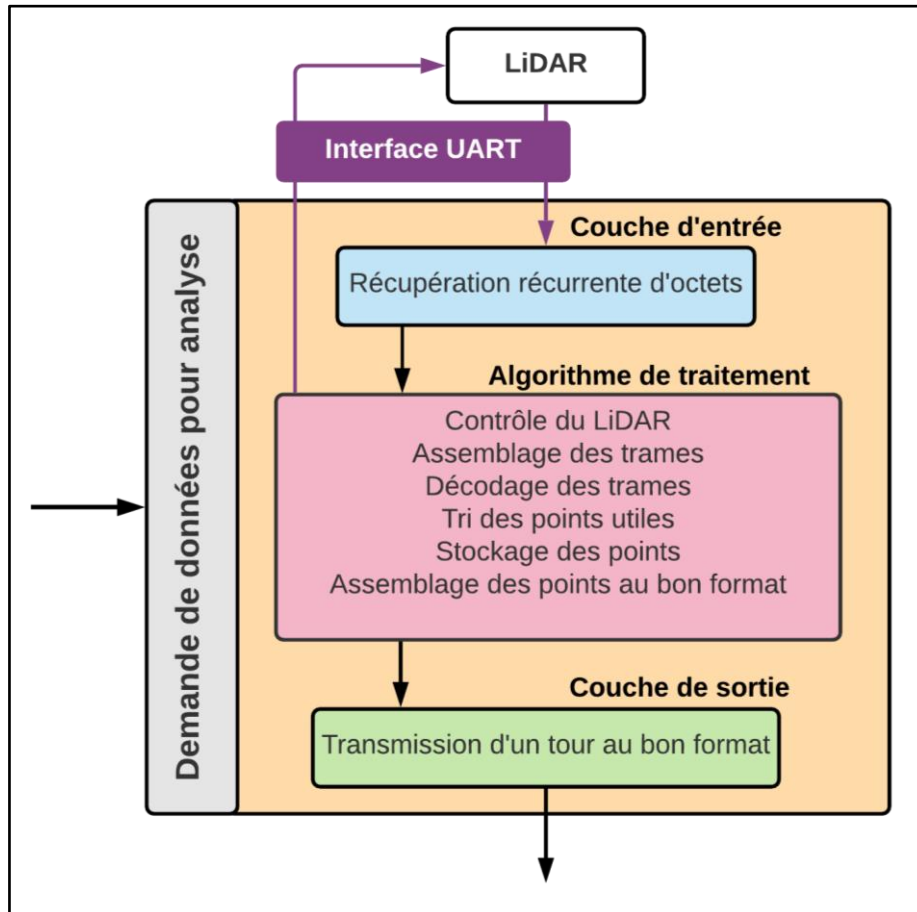 LiDAR
Interface UART
Demande de données pour analyse
Couche d'entrée
Récupération récurrente d'octets
Algorithme de traitement
Contrôle du LiDAR
Assemblage des trames
Décodage des trames
Tri des points utiles
Stockage des points
Assemblage des points au bon format
Couche de sortie
Transmission d'un tour au bon format